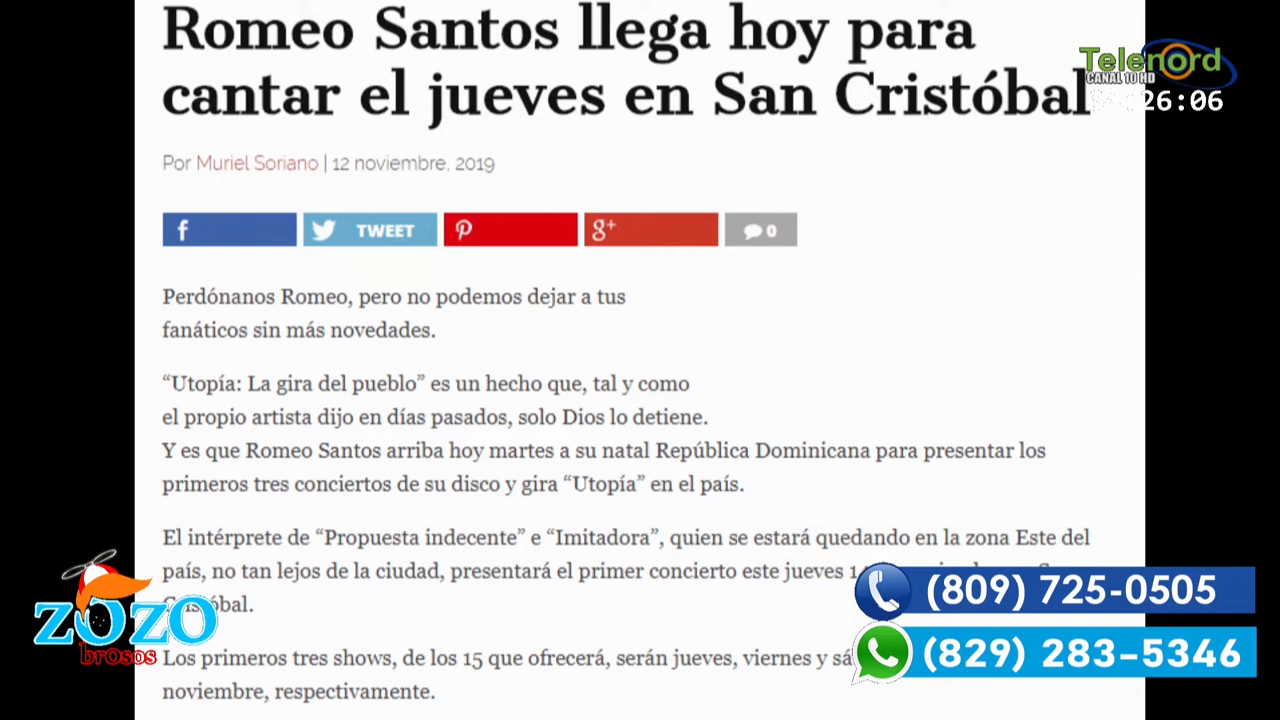 Romeo Santos llega hoy para
cantar el jueves en San Cristóbal
Telenord
CANAL 10 HD
:26:06
Por Muriel Soriano | 12 noviembre, 2019
f
TWEET
g+
0
Perdónanos Romeo, pero no podemos dejar a tus
fanáticos sin más novedades.
“Utopía: La gira del pueblo” es un hecho que, tal y como
el propio artista dijo en días pasados, solo Dios lo detiene.
Y es que Romeo Santos arriba hoy martes a su natal República Dominicana para presentar los
primeros tres conciertos de su disco y gira “Utopía” en el país.
El intérprete de “Propuesta indecente” e “Imitadora”, quien se estará quedando en la zona Este del
país, no tan lejos de la ciudad, presentará el primer concierto este jueves
Cristóbal.
Los primeros tres shows, de los 15 que ofrecerá, serán jueves, viernes y
noviembre, respectivamente.
ZOZO
brosos
(809) 725-0505
(829) 283-5346